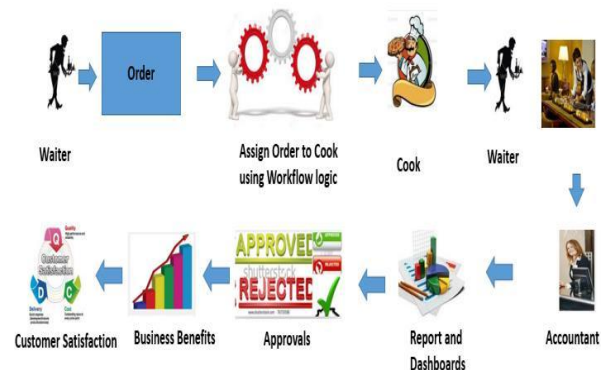 Order
Waiter
Assign Order to Cook
using Workflow logic
Cook
Waiter
Quality
Customer
Satisfaction
Q
D
C
Delivery
Cost
APPROVED
shutterstock
REJECTED
Customer Satisfaction
Business Benefits
Approvals
Report and
Dashboards
Accountant